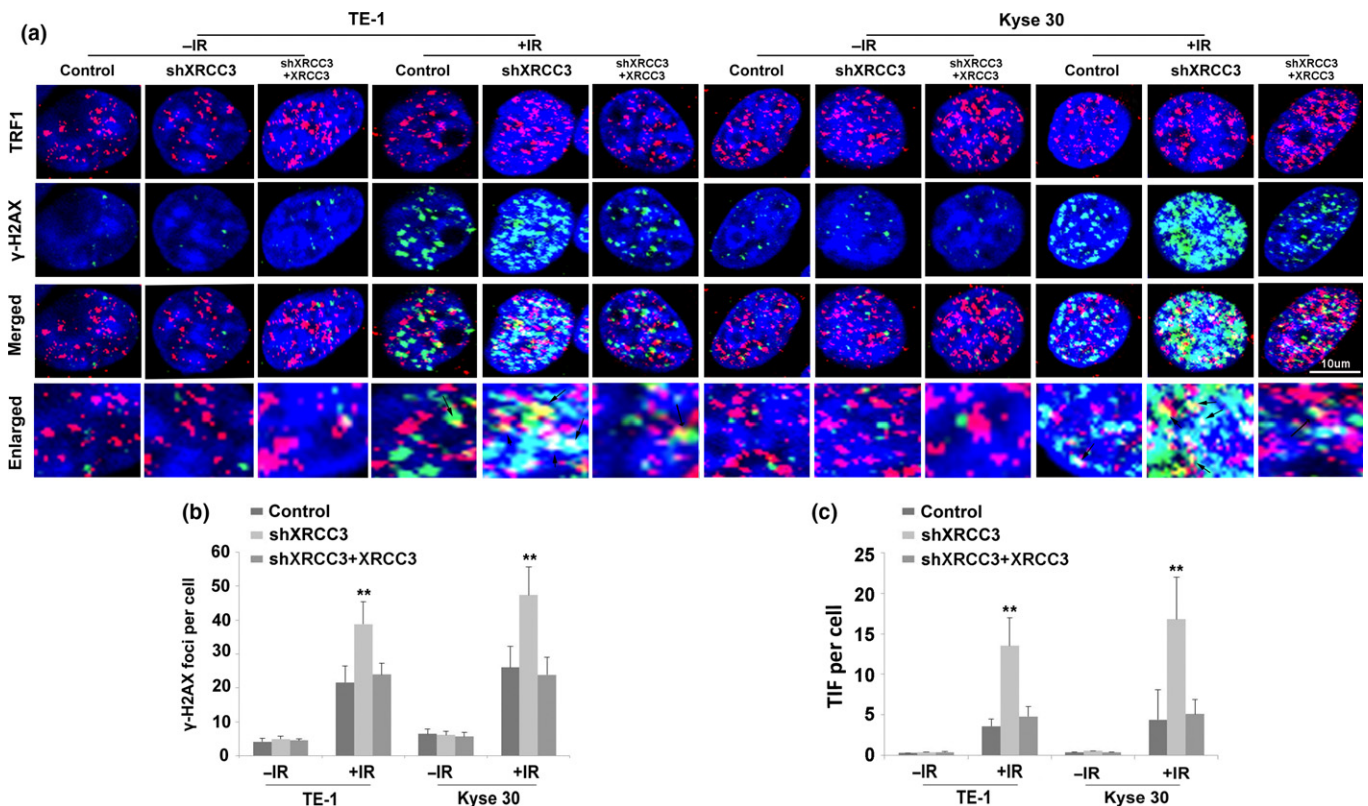 (a)
TE-1
Kyse 30
–IR
+IR
–IR
+IR
Control
shXRCC3
shXRCC3
+XRCC3
Control
shXRCC3
shXRCC3
+XRCC3
Control
shXRCC3
shXRCC3
+XRCC3
Control
shXRCC3
shXRCC3
+XRCC3
TRF1
γ-H2AX
Merged
10um
Enlarged
(b)
Control
shXRCC3
shXRCC3+XRCC3
γ-H2AX foci per cell
60
50
40
30
20
10
0
**
**
–IR
+IR
–IR
+IR
TE-1
Kyse 30
(c)
Control
shXRCC3
shXRCC3+XRCC3
TIF per cell
25
20
15
10
5
0
**
**
–IR
+IR
–IR
+IR
TE-1
Kyse 30